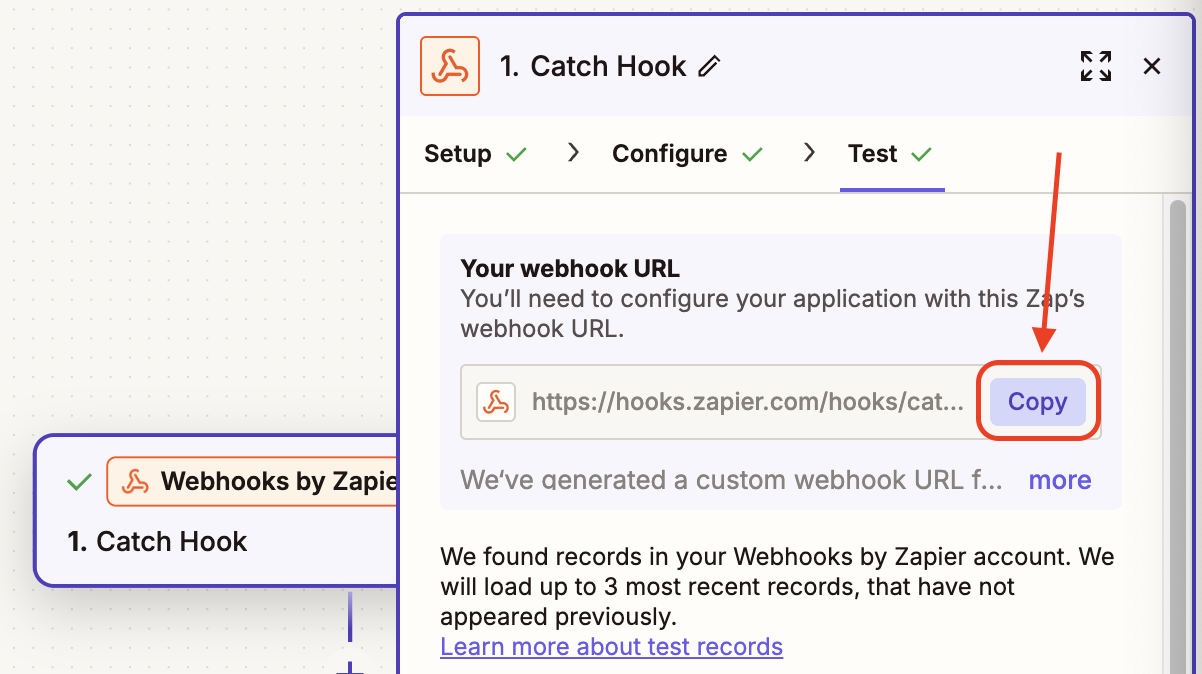 1. Catch Hook
Setup
Configure
Test
Your webhook URL
You'll need to configure your application with this Zap's
webhook URL.
https://hooks.zapier.com/hooks/cat...
Copy
We've generated a custom webhook URL f...
more
Webhooks by Zapie
1. Catch Hook
We found records in your Webhooks by Zapier account. We
will load up to 3 most recent records, that have not
appeared previously.
Learn more about test records